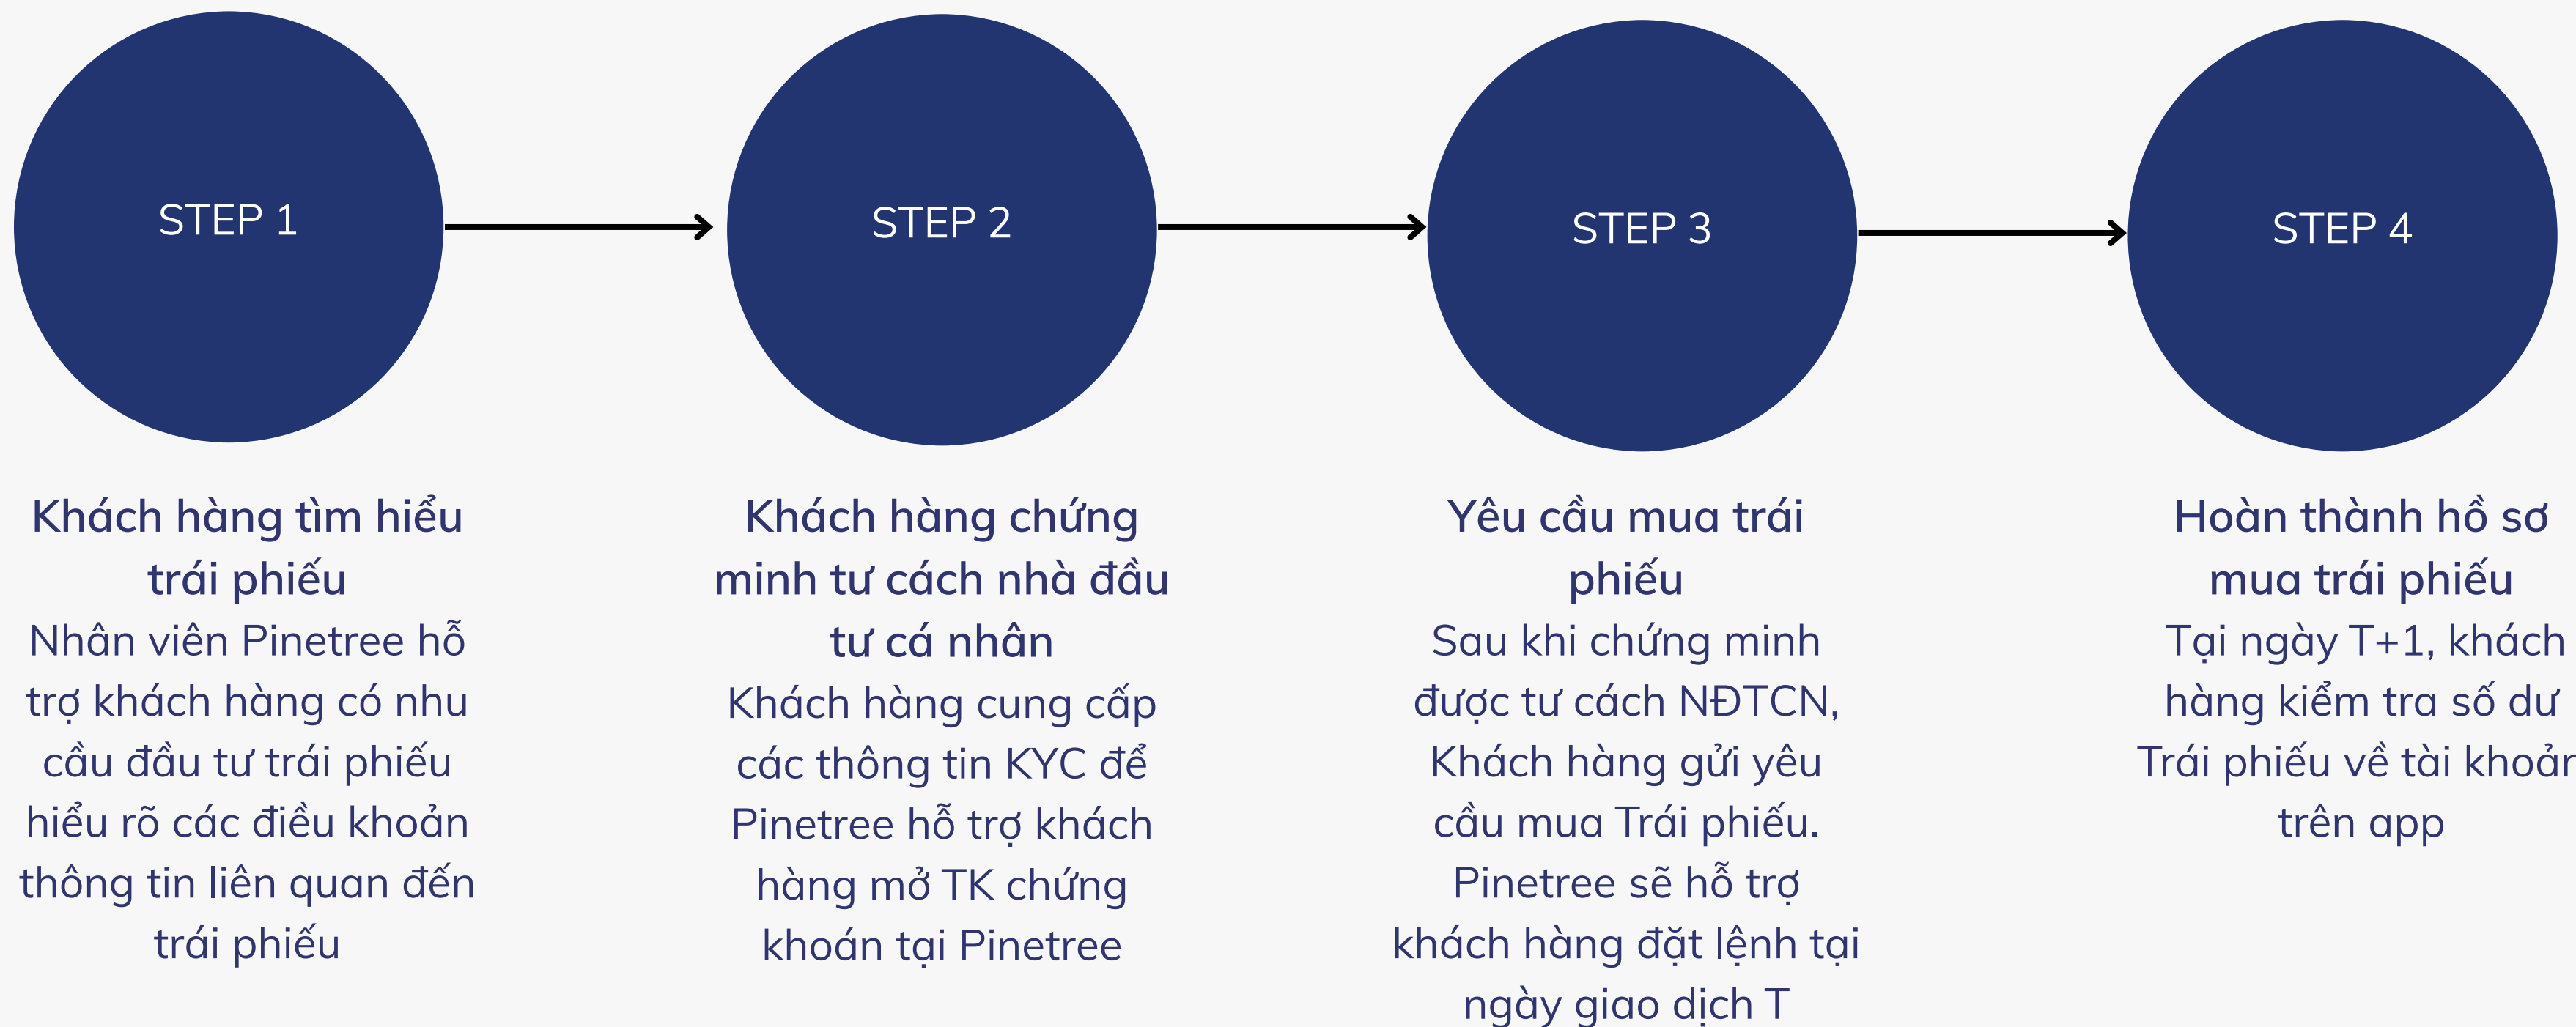 STEP 1
STEP 2
STEP 3
STEP 4
Khách hàng tìm hiểu
trái phiếu
Nhân viên Pinetree hỗ
trợ khách hàng có nhu
cầu đầu tư trái phiếu
hiểu rõ các điều khoản
thông tin liên quan đến
trái phiếu
Khách hàng chứng
minh tư cách nhà đầu
tư cá nhân
Khách hàng cung cấp
các thông tin KYC để
Pinetree hỗ trợ khách
hàng mở TK chứng
khoán tại Pinetree
Yêu cầu mua trái
phiếu
Sau khi chứng minh
được tư cách NĐTCN,
Khách hàng gửi yêu
cầu mua Trái phiếu.
Pinetree sẽ hỗ trợ
khách hàng đặt lệnh tại
ngày giao dịch T
Hoàn thành hồ sơ
mua trái phiếu
Tại ngày T+1, khách
hàng kiểm tra số dư
Trái phiếu về tài khoản
trên app